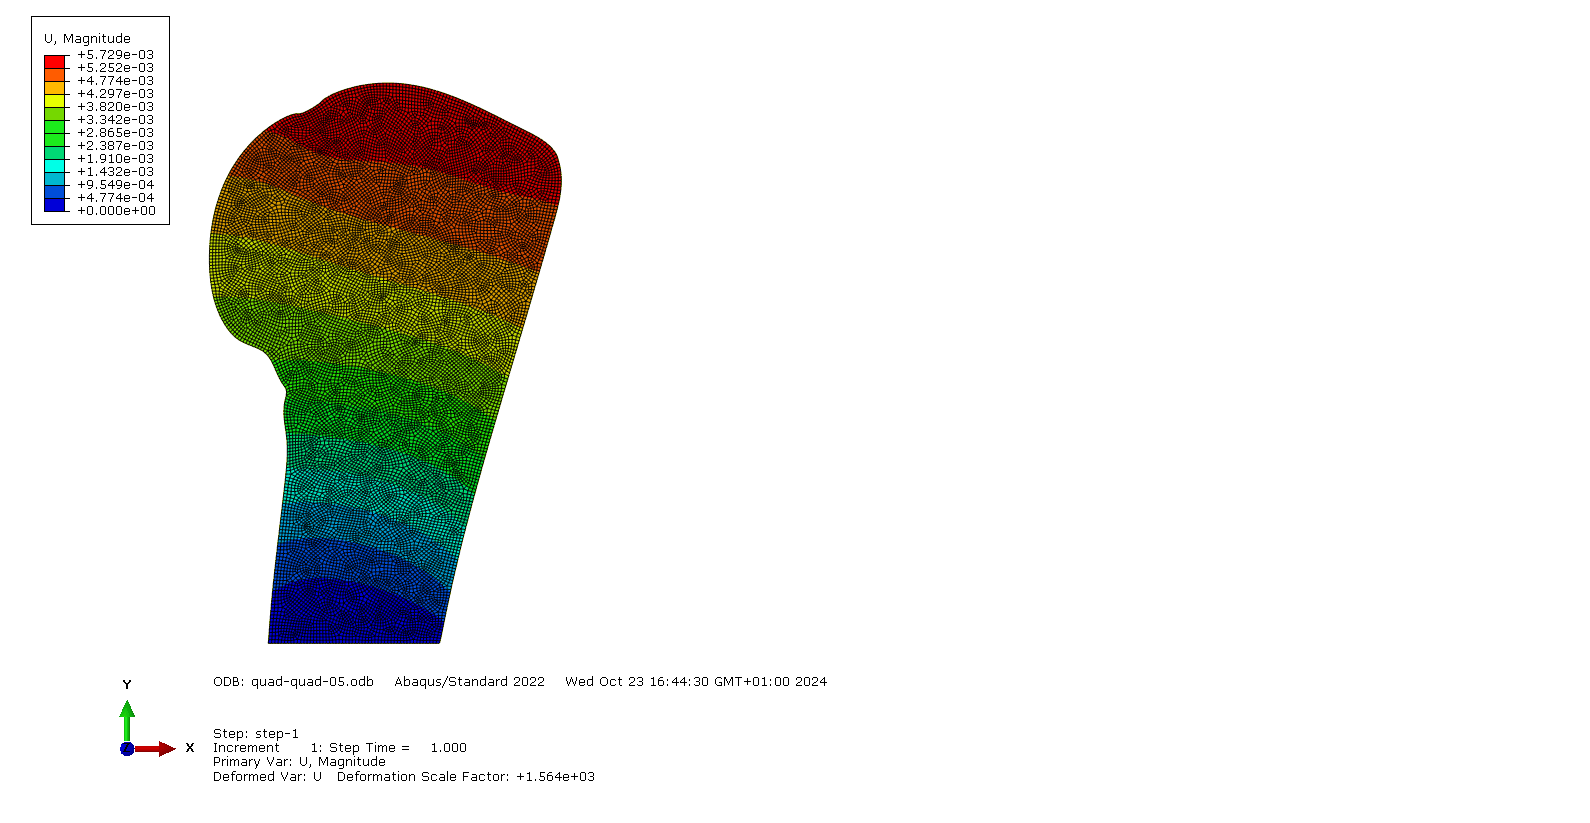 U, Magnitude
+5.729e-03
+5.252e-03
+4.774e-03
+4.297e-03
+3.820e-03
+3.342e-03
+2.865e-03
+2.387e-03
+1.910e-03
+1.432e-03
+9.549e-04
+4.774e-04
+0.000e+00
Y
X
ODB: quad-quad-05.odb Abaqus/Standard 2022 Wed Oct 23 16:44:30 GMT+01:00 2024
Step: step-1
Increment 1: Step Time = 1.000
Primary Var: U, Magnitude
Deformed Var: U Deformation Scale Factor: +1.564e+03